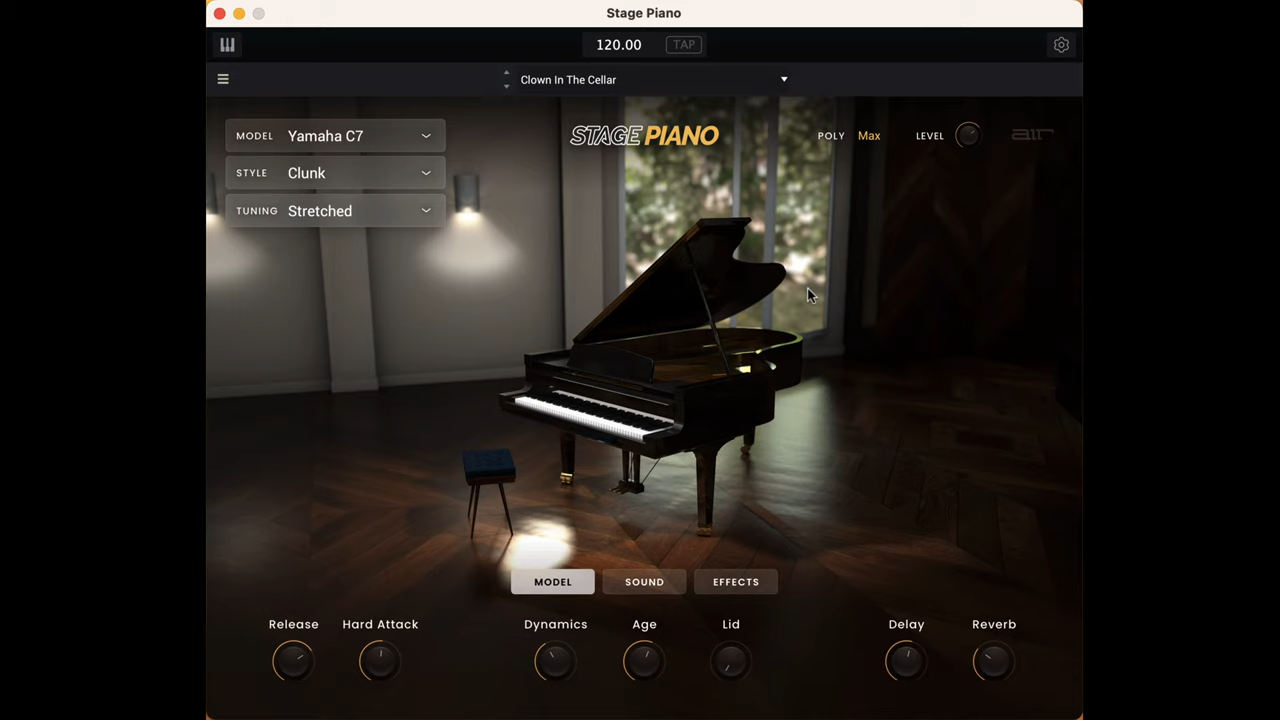 Stage Piano
120.00 TAP
Clown In The Cellar
MODEL Yamaha C7
STAGE PIANO
POLY Max LEVEL air
STYLE Clunk
TUNING Stretched
MODEL SOUND EFFECTS
Release Hard Attack Dynamics Age Lid Delay Reverb